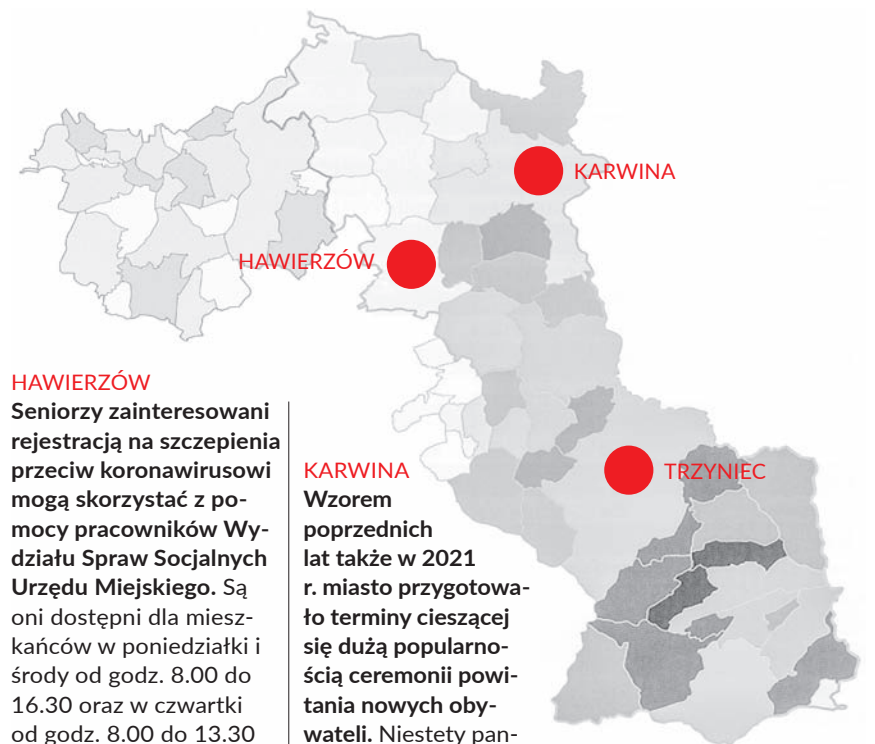 KARWINA
HAWIERZÓW
TRZYNIEC
HAWIERZÓW
Seniorzy zainteresowani
rejestracją na szczepienia
przeciw koronawirusowi
mogą skorzystać z po-
mocy pracowników Wy-
działu Spraw Socjalnych
Urzędu Miejskiego. Są
oni dostępni dla miesz-
kańców w poniedziałki i
środy od godz. 8.00 do
16.30 oraz w czwartki
od godz. 8.00 do 13.30
KARWINA
Wzorem
poprzednich
lat także w 2021
r. miasto przygotowa-
ło terminy cieszącej
się dużą popularno-
ścią ceremonii powi-
tania nowych oby-
wateli. Niestety pan-